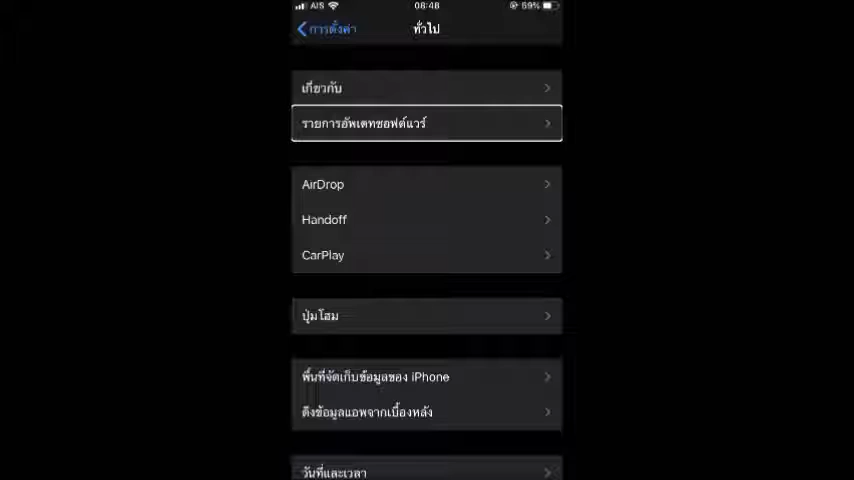 AIS 08:48 59%
การตั้งค่า ทั่วไป
เกี่ยวกับ
รายการอัพเดทซอฟต์แวร์
AirDrop
Handoff
CarPlay
ปุ่มโฮม
พื้นที่จัดเก็บข้อมูลของ iPhone
ดึงข้อมูลแอพจากเบื้องหลัง
วันที่และเวลา